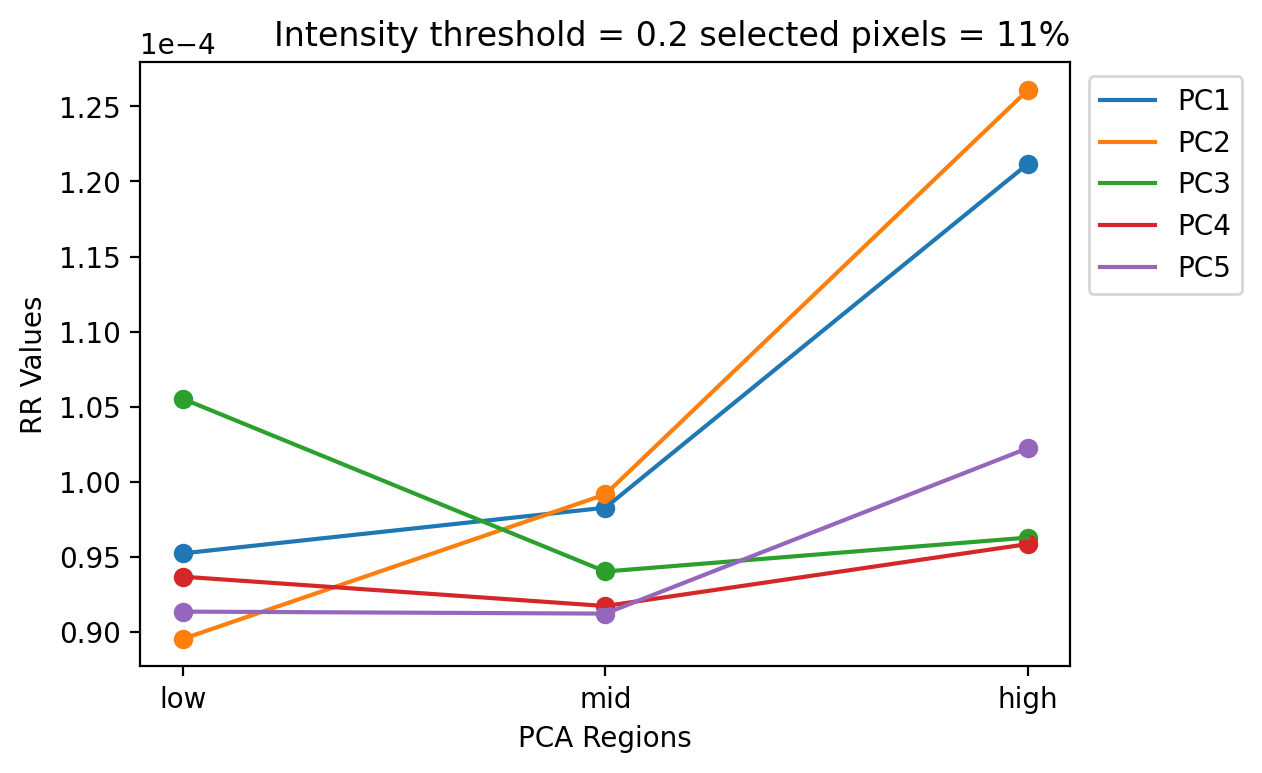 Intensity threshold = 0.2 selected pixels = 11%
1e−4
1.25
1.20
1.15
1.10
1.05
1.00
0.95
0.90
RR Values
low
mid
high
PCA Regions
PC1
PC2
PC3
PC4
PC5